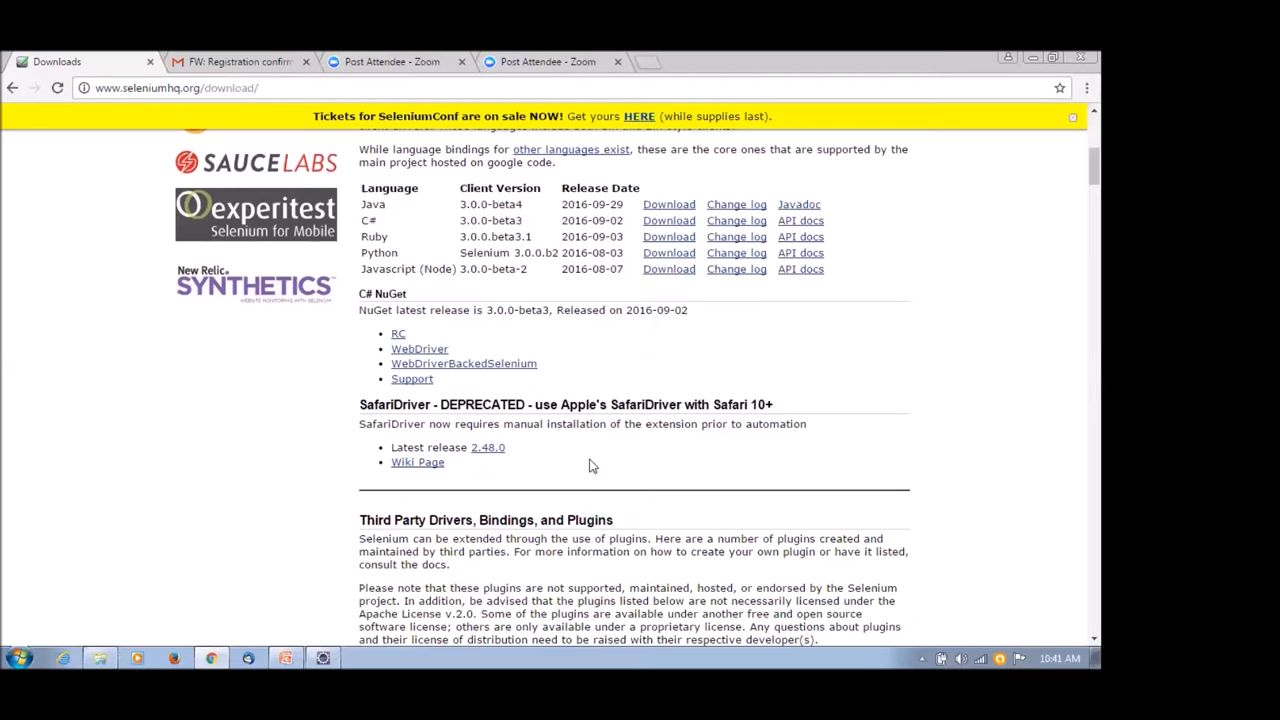 Downloads
FW: Registration confirm
Post Attendee - Zoom
Post Attendee - Zoom
www.seleniumhq.org/download/
Tickets for SeleniumConf are on sale NOW! Get yours HERE (while supplies last).
While language bindings for other languages exist, these are the core ones that are supported by the
main project hosted on google code.
SAUCELABS
experitest
Selenium for Mobile
New Relic.
SYNTHETICS
WEBSITE MONITORING WITH SELENIUM
Language Client Version Release Date
Java 3.0.0-beta4 2016-09-29 Download Change log Javadoc
C# 3.0.0-beta3 2016-09-02 Download Change log API docs
Ruby 3.0.0.beta3.1 2016-09-03 Download Change log API docs
Python Selenium 3.0.0.b2 2016-08-03 Download Change log API docs
Javascript (Node) 3.0.0-beta-2 2016-08-07 Download Change log API docs
C# NuGet
NuGet latest release is 3.0.0-beta3, Released on 2016-09-02
• RC
• WebDriver
• WebDriverBackedSelenium
• Support
SafariDriver - DEPRECATED - use Apple's SafariDriver with Safari 10+
SafariDriver now requires manual installation of the extension prior to automation
• Latest release 2.48.0
• Wiki Page
Third Party Drivers, Bindings, and Plugins
Selenium can be extended through the use of plugins. Here are a number of plugins created and
maintained by third parties. For more information on how to create your own plugin or have it listed,
consult the docs.
Please note that these plugins are not supported, maintained, hosted, or endorsed by the Selenium
project. In addition, be advised that the plugins listed below are not necessarily licensed under the
Apache License v.2.0. Some of the plugins are available under another free and open source
software license; others are only available under a proprietary license. Any questions about plugins
and their license of distribution need to be raised with their respective developer(s).
10:41 AM